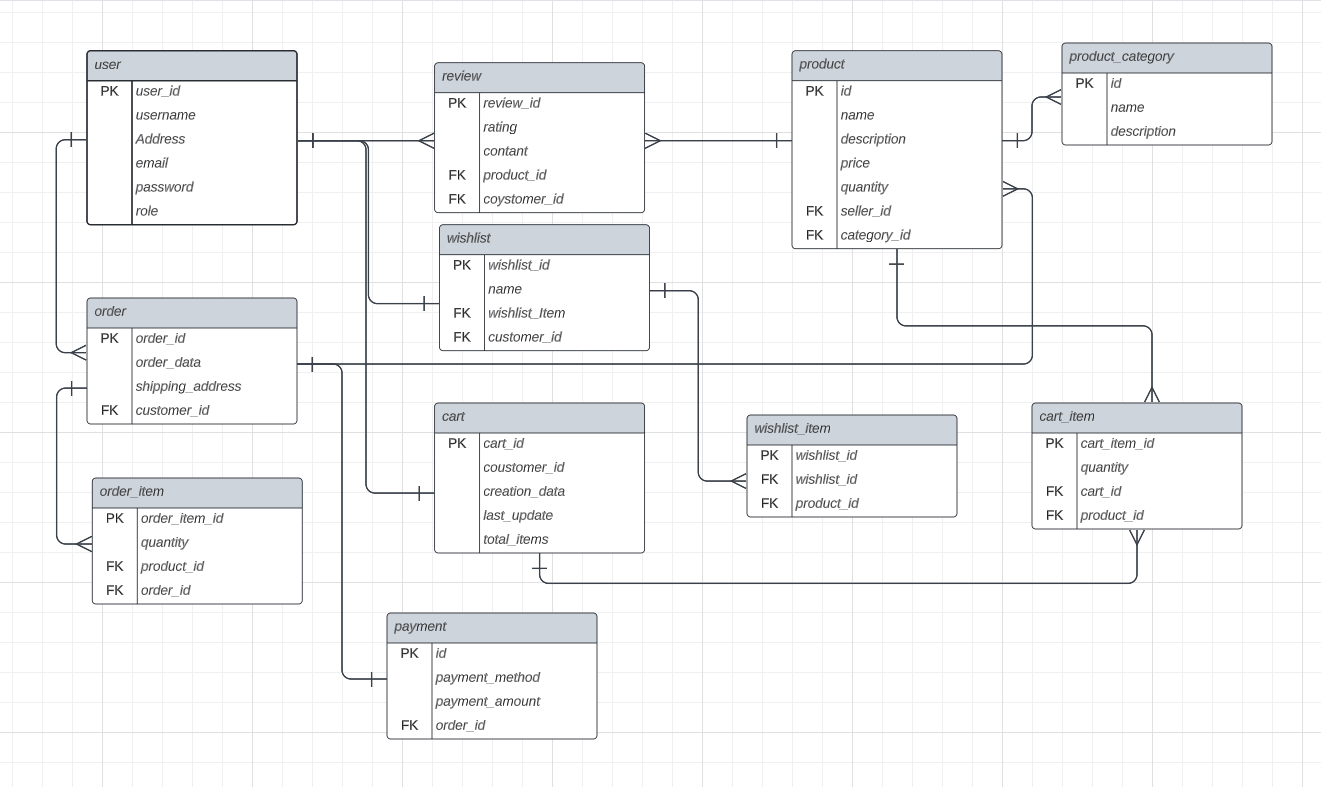 user
PK user_id
username
Address
email
password
role
review
PK review_id
rating
contant
FK product_id
FK coystomer_id
product
PK id
name
description
price
quantity
FK seller_id
FK category_id
product_category
PK id
name
description
wishlist
PK wishlist_id
name
FK wishlist_Item
FK customer_id
order
PK order_id
order_data
shipping_address
FK customer_id
cart
PK cart_id
coustomer_id
creation_data
last_update
total_items
wishlist_item
PK wishlist_id
FK wishlist_id
FK product_id
cart_item
PK cart_item_id
quantity
FK cart_id
FK product_id
order_item
PK order_item_id
quantity
FK product_id
FK order_id
payment
PK id
payment_method
payment_amount
FK order_id